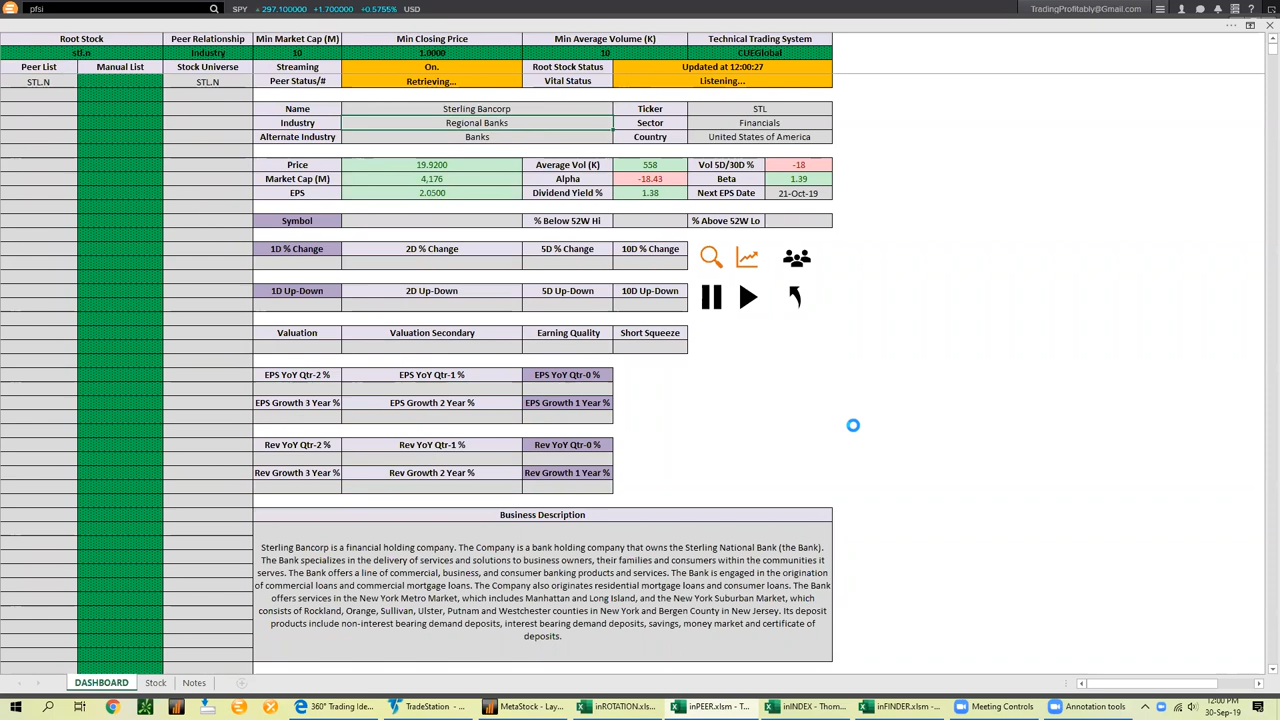 pfsi SPY 297.100000 +1.700000 +0.5755% USD TradingProfitably@Gmail.com
Root Stock Peer Relationship Min Market Cap (M) Min Closing Price Min Average Volume (K) Technical Trading System
stl.n Industry 10 1.0000 10 CUEGlobal
Peer List Manual List Stock Universe Streaming On. Root Stock Status Updated at 12:00:27
STL.N STL.N Peer Status/# Retrieving... Vital Status Listening...
Name Sterling Bancorp Ticker STL
Industry Regional Banks Sector Financials
Alternate Industry Banks Country United States of America
Price 19.9200 Average Vol (K) 558 Vol 5D/30D % -18
Market Cap (M) 4,176 Alpha -18.43 Beta 1.39
EPS 2.0500 Dividend Yield % 1.38 Next EPS Date 21-Oct-19
Symbol % Below 52W Hi % Above 52W Lo
1D % Change 2D % Change 5D % Change 10D % Change
1D Up-Down 2D Up-Down 5D Up-Down 10D Up-Down
Valuation Valuation Secondary Earning Quality Short Squeeze
EPS YoY Qtr-2 % EPS YoY Qtr-1 % EPS YoY Qtr-0 %
EPS Growth 3 Year % EPS Growth 2 Year % EPS Growth 1 Year %
Rev YoY Qtr-2 % Rev YoY Qtr-1 % Rev YoY Qtr-0 %
Rev Growth 3 Year % Rev Growth 2 Year % Rev Growth 1 Year %
Business Description
Sterling Bancorp is a financial holding company. The Company is a bank holding company that owns the Sterling National Bank (the Bank).
The Bank specializes in the delivery of services and solutions to business owners, their families and consumers within the communities it
serves. The Bank offers a line of commercial, business, and consumer banking products and services. The Bank is engaged in the origination
of commercial loans and commercial mortgage loans. The Company also originates residential mortgage loans and consumer loans. The Bank
offers services in the New York Metro Market, which includes Manhattan and Long Island, and the New York Suburban Market, which
consists of Rockland, Orange, Sullivan, Ulster, Putnam and Westchester counties in New York and Bergen County in New Jersey. Its deposit
products include non-interest bearing demand deposits, interest bearing demand deposits, savings, money market and certificate of
deposits.
DASHBOARD Stock Notes
360° Trading Ide... TradeStation - ... MetaStock - Lay... inROTATION.xls... inPEER.xlsm - T... inINDEX - Thom... inFINDER.xlsm -... Meeting Controls Annotation tools 12:00 PM
30-Sep-19